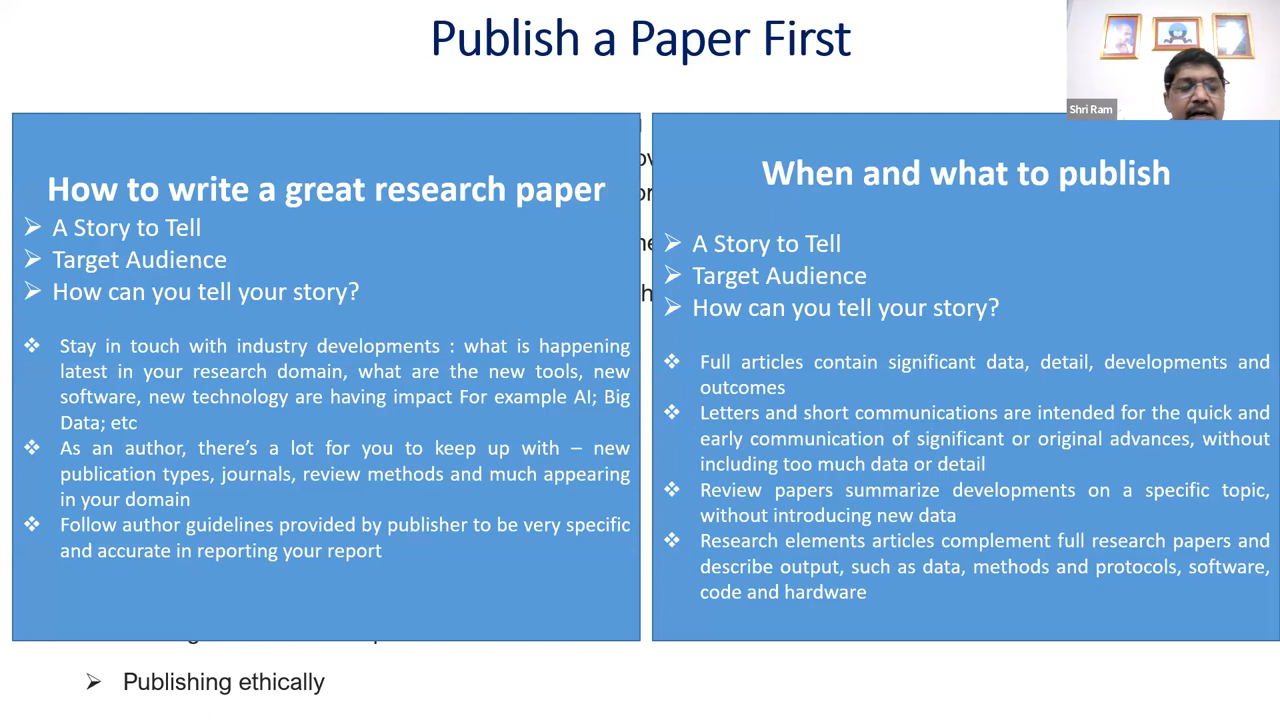 Publish a Paper First
Shri Ram
How to write a great research paper
➢ A Story to Tell
➢ Target Audience
➢ How can you tell your story?
❖ Stay in touch with industry developments : what is happening
latest in your research domain, what are the new tools, new
software, new technology are having impact For example AI; Big
Data; etc
❖ As an author, there's a lot for you to keep up with – new
publication types, journals, review methods and much appearing
in your domain
❖ Follow author guidelines provided by publisher to be very specific
and accurate in reporting your report
When and what to publish
➢ A Story to Tell
➢ Target Audience
➢ How can you tell your story?
❖ Full articles contain significant data, detail, developments and
outcomes
❖ Letters and short communications are intended for the quick and
early communication of significant or original advances, without
including too much data or detail
❖ Review papers summarize developments on a specific topic,
without introducing new data
❖ Research elements articles complement full research papers and
describe output, such as data, methods and protocols, software,
code and hardware
➢ Publishing ethically